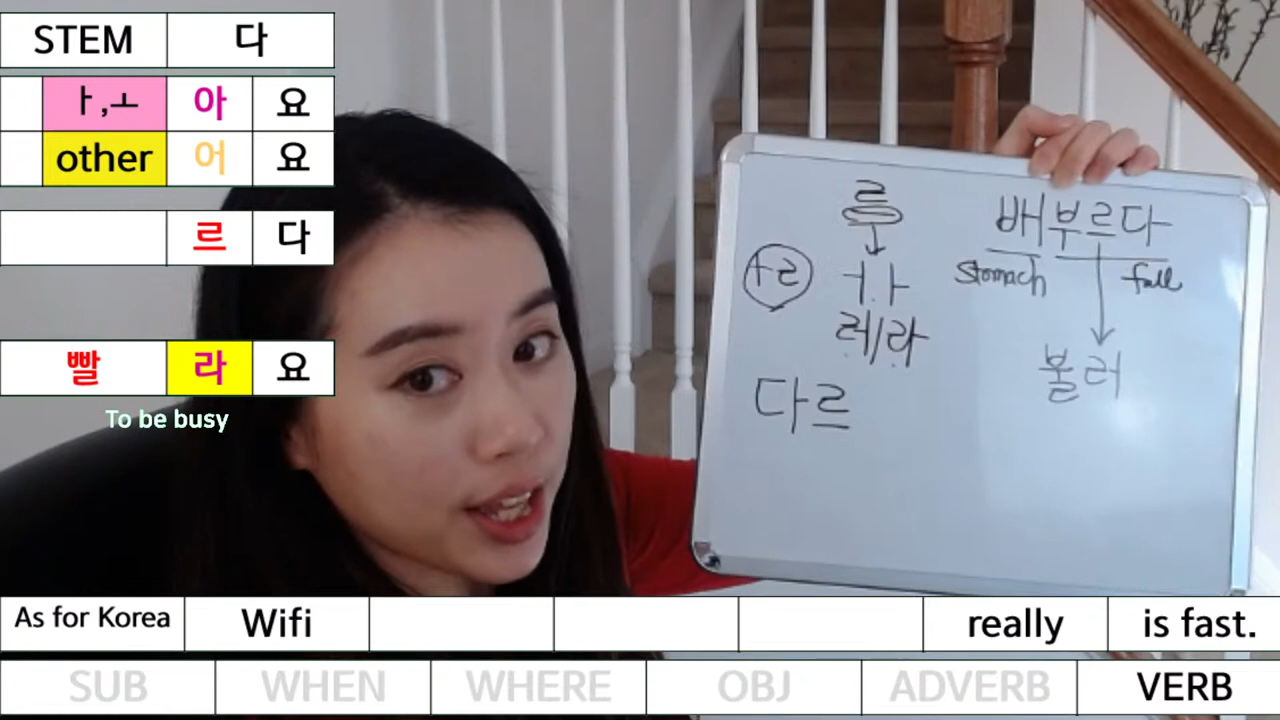 STEM 다
ㅏ,ㅗ 아 요
other 어 요
르 다
빨 라 요
To be busy
르
+ㄹ ㅓ ㅏ
러/라
다르
배부르다
stomach full
불러
As for Korea Wifi really is fast.
SUB WHEN WHERE OBJ ADVERB VERB